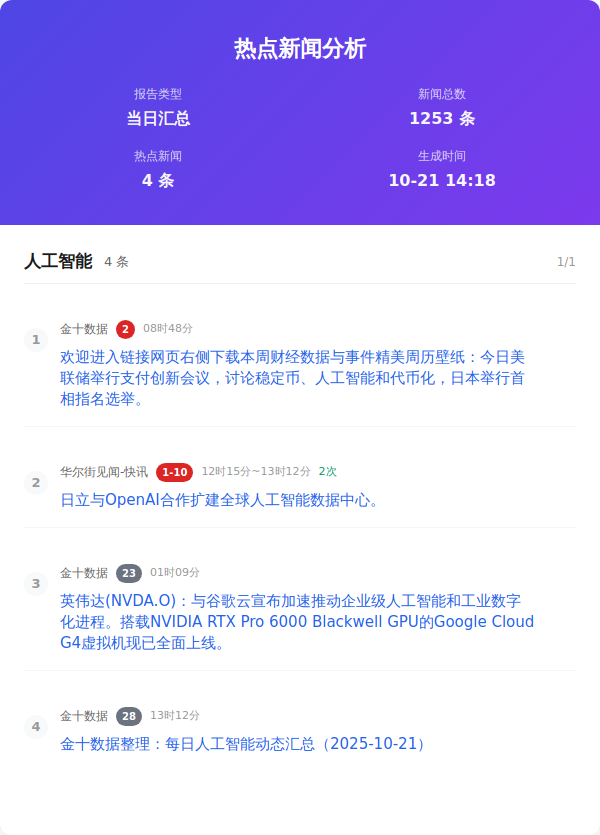 热点新闻分析
报告类型
新闻总数
当日汇总
1253 条
热点新闻
生成时间
4 条
10-21 14:18
人工智能 4 条 1/1
1
金十数据 2 08时48分
欢迎进入链接网页右侧下载本周财经数据与事件精美周历壁纸：今日美
联储举行支付创新会议，讨论稳定币、人工智能和代币化，日本举行首
相指名选举。
2
华尔街见闻-快讯 1-10 12时15分~13时12分 2次
日立与OpenAI合作扩建全球人工智能数据中心。
3
金十数据 23 01时09分
英伟达(NVDA.O)：与谷歌云宣布加速推动企业级人工智能和工业数字
化进程。搭载NVIDIA RTX Pro 6000 Blackwell GPU的Google Cloud
G4虚拟机现已全面上线。
4
金十数据 28 13时12分
金十数据整理：每日人工智能动态汇总（2025-10-21）